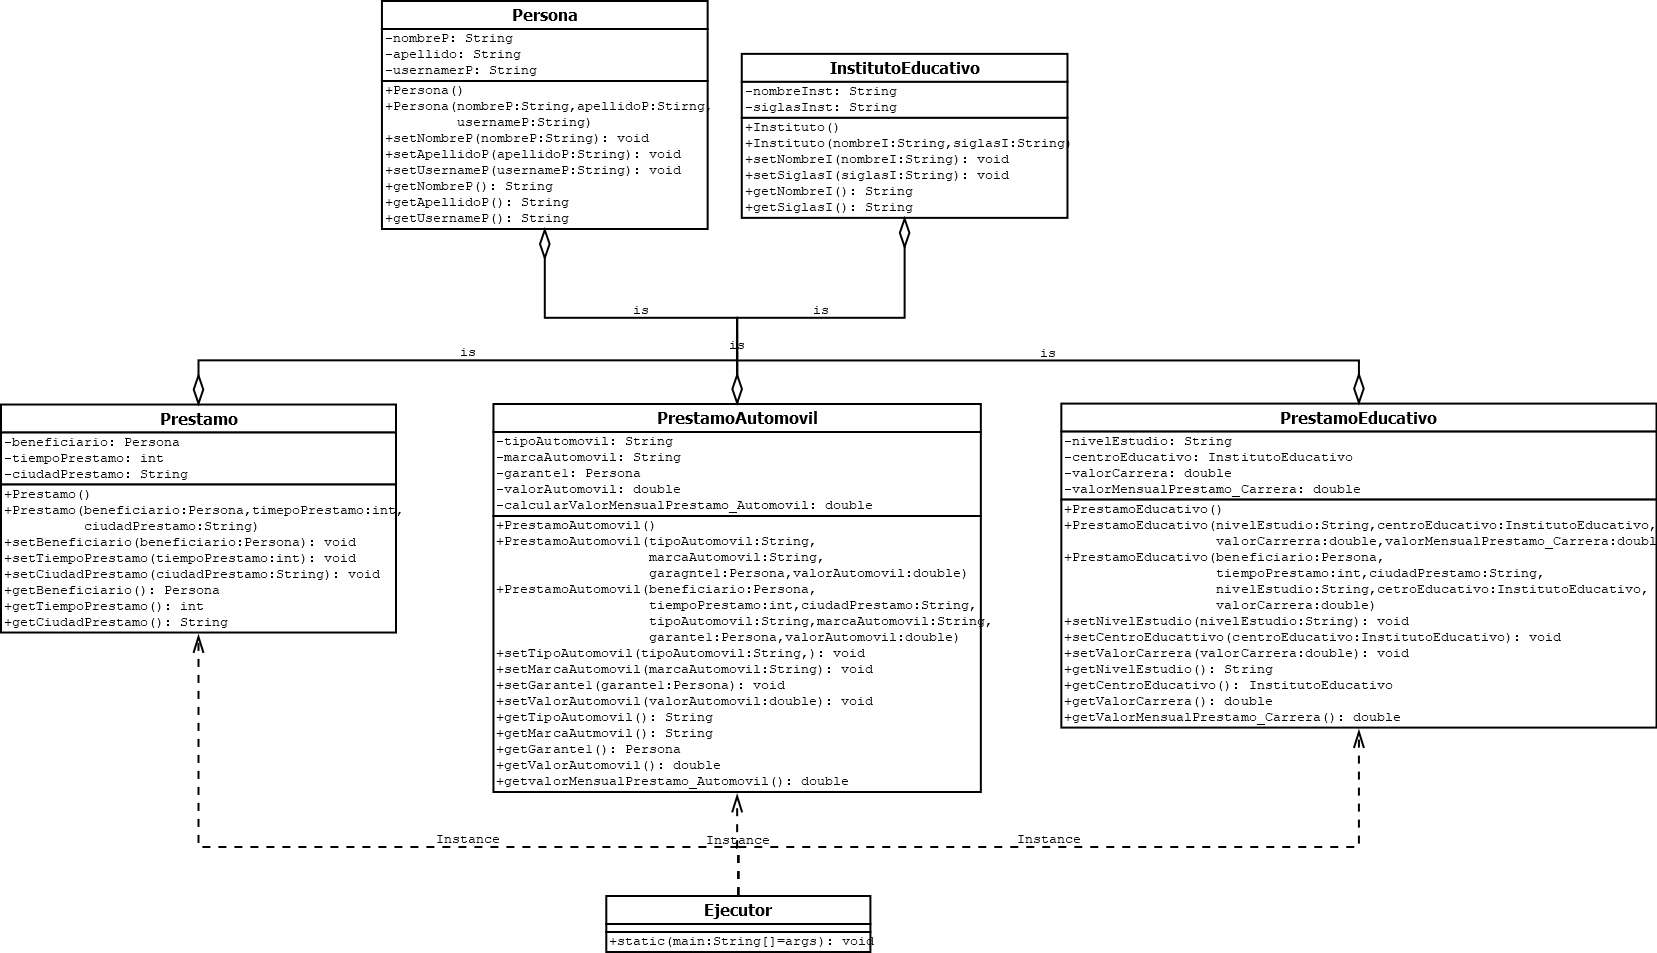 Persona
-nombreP: String
-apellido: String
-usernamerP: String
+Persona()
+Persona(nombreP:String,apellidoP:Stirng,
usernameP:String)
+setNombreP(nombreP:String): void
+setApellidoP(apellidoP:String): void
+setUsernameP(usernameP:String): void
+getNombreP(): String
+getApellidoP(): String
+getUsernameP(): String
InstitutoEducativo
-nombreInst: String
-siglasInst: String
+Instituto()
+Instituto(nombreI:String,siglasI:String)
+setNombreI(nombreI:String): void
+setSiglasI(siglasI:String): void
+getNombreI(): String
+getSiglasI(): String
is
is
is
is
is
Prestamo
-beneficiario: Persona
-tiempoPrestamo: int
-ciudadPrestamo: String
+Prestamo()
+Prestamo(beneficiario:Persona,timepoPrestamo:int,
ciudadPrestamo:String)
+setBeneficiario(beneficiario:Persona): void
+setTiempoPrestamo(tiempoPrestamo:int): void
+setCiudadPrestamo(ciudadPrestamo:String): void
+getBeneficiario(): Persona
+getTiempoPrestamo(): int
+getCiudadPrestamo(): String
PrestamoAutomovil
-tipoAutomovil: String
-marcaAutomovil: String
-garante1: Persona
-valorAutomovil: double
-calcularValorMensualPrestamo_Automovil: double
+PrestamoAutomovil()
+PrestamoAutomovil(tipoAutomovil:String,
marcaAutomovil:String,
garagnte1:Persona,valorAutomovil:double)
+PrestamoAutomovil(beneficiario:Persona,
tiempoPrestamo:int,ciudadPrestamo:String,
tipoAutomovil:String,marcaAutomovil:String,
garante1:Persona,valorAutomovil:double)
+setTipoAutomovil(tipoAutomovil:String,): void
+setMarcaAutomovil(marcaAutomovil:String): void
+setGarante1(garante1:Persona): void
+setValorAutomovil(valorAutomovil:double): void
+getTipoAutomovil(): String
+getMarcaAutmovil(): String
+getGarante1(): Persona
+getValorAutomovil(): double
+getvalorMensualPrestamo_Automovil(): double
PrestamoEducativo
-nivelEstudio: String
-centroEducativo: InstitutoEducativo
-valorCarrera: double
-valorMensualPrestamo_Carrera: double
+PrestamoEducativo()
+PrestamoEducativo(nivelEstudio:String,centroEducativo:InstitutoEducativo,
valorCarrerra:double,valorMensualPrestamo_Carrera:doubl
+PrestamoEducativo(beneficiario:Persona,
tiempoPrestamo:int,ciudadPrestamo:String,
nivelEstudio:String,cetroEducativo:InstitutoEducativo,
valorCarrera:double)
+setNivelEstudio(nivelEstudio:String): void
+setCentroEducattivo(centroEducativo:InstitutoEducativo): void
+setValorCarrera(valorCarrera:double): void
+getNivelEstudio(): String
+getCentroEducativo(): InstitutoEducativo
+getValorCarrera(): double
+getValorMensualPrestamo_Carrera(): double
Instance
Instance
Instance
Ejecutor
+static(main:String[]=args): void